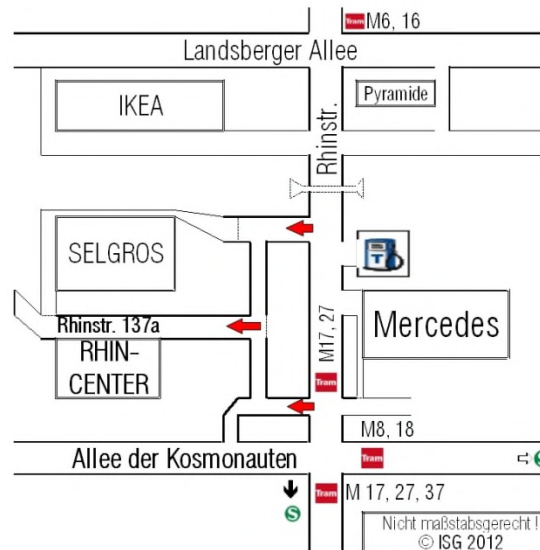 Tram M6, 16
Landsberger Allee
IKEA
Pyramide
Rhinstr.
SELGROS
T
Rhinstr. 137a
M17, 27
Mercedes
RHIN-
CENTER
Tram
M8, 18
Allee der Kosmonauten
Tram
S
Tram M 17, 27, 37
S
Nicht maßstabsgerecht !
© ISG 2012